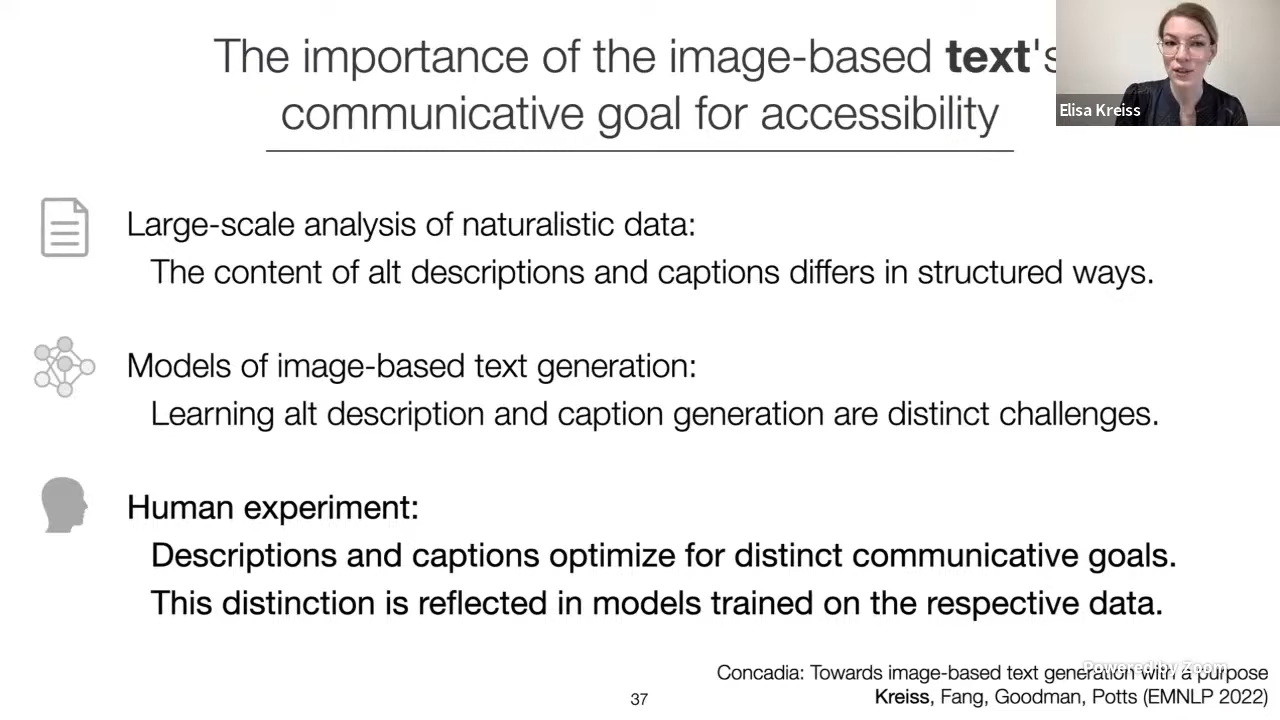 The importance of the image-based text's
communicative goal for accessibility
Elisa Kreiss
Large-scale analysis of naturalistic data:
The content of alt descriptions and captions differs in structured ways.
Models of image-based text generation:
Learning alt description and caption generation are distinct challenges.
Human experiment:
Descriptions and captions optimize for distinct communicative goals.
This distinction is reflected in models trained on the respective data.
Powered by Zoom
Concadia: Towards image-based text generation with a purpose
37
Kreiss, Fang, Goodman, Potts (EMNLP 2022)